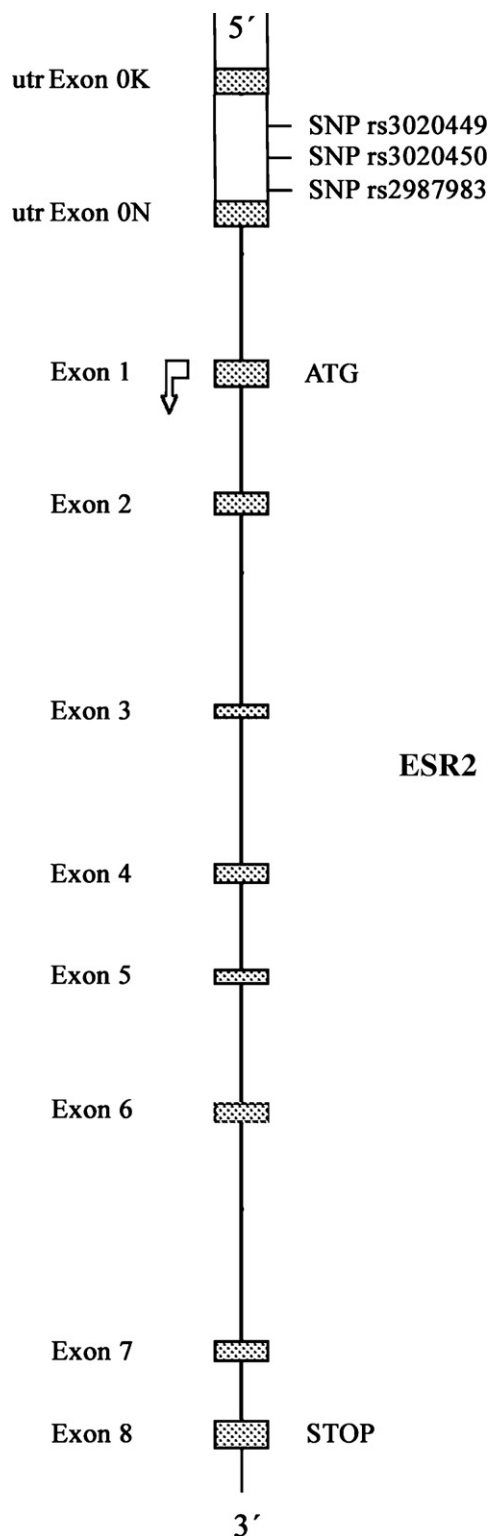 5´
utr Exon 0K
SNP rs3020449
SNP rs3020450
SNP rs2987983
utr Exon 0N
Exon 1 ATG
Exon 2
Exon 3
ESR2
Exon 4
Exon 5
Exon 6
Exon 7
Exon 8 STOP
3´